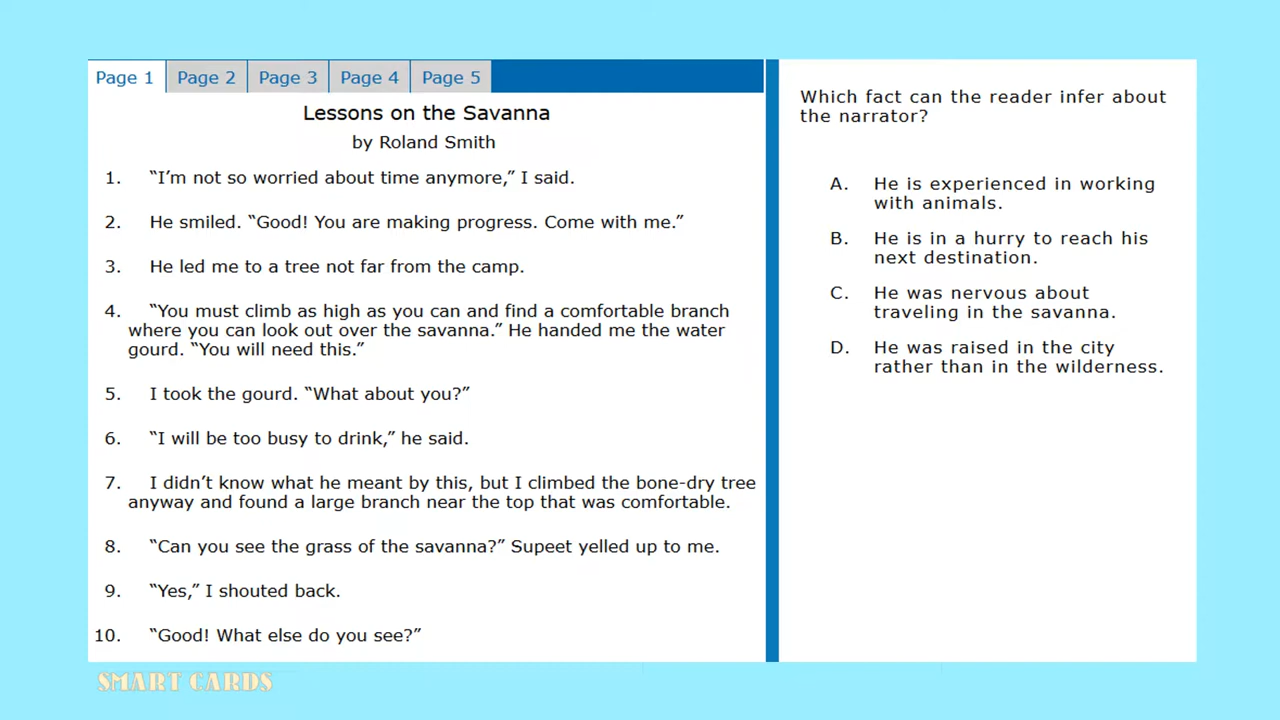 Page 1 Page 2 Page 3 Page 4 Page 5
Lessons on the Savanna
by Roland Smith
1. “I’m not so worried about time anymore,” I said.
2. He smiled. “Good! You are making progress. Come with me.”
3. He led me to a tree not far from the camp.
4. “You must climb as high as you can and find a comfortable branch
where you can look out over the savanna.” He handed me the water
gourd. “You will need this.”
5. I took the gourd. “What about you?”
6. “I will be too busy to drink,” he said.
7. I didn’t know what he meant by this, but I climbed the bone-dry tree
anyway and found a large branch near the top that was comfortable.
8. “Can you see the grass of the savanna?” Supeet yelled up to me.
9. “Yes,” I shouted back.
10. “Good! What else do you see?”
Which fact can the reader infer about
the narrator?
A. He is experienced in working
with animals.
B. He is in a hurry to reach his
next destination.
C. He was nervous about
traveling in the savanna.
D. He was raised in the city
rather than in the wilderness.
SMART CARDS